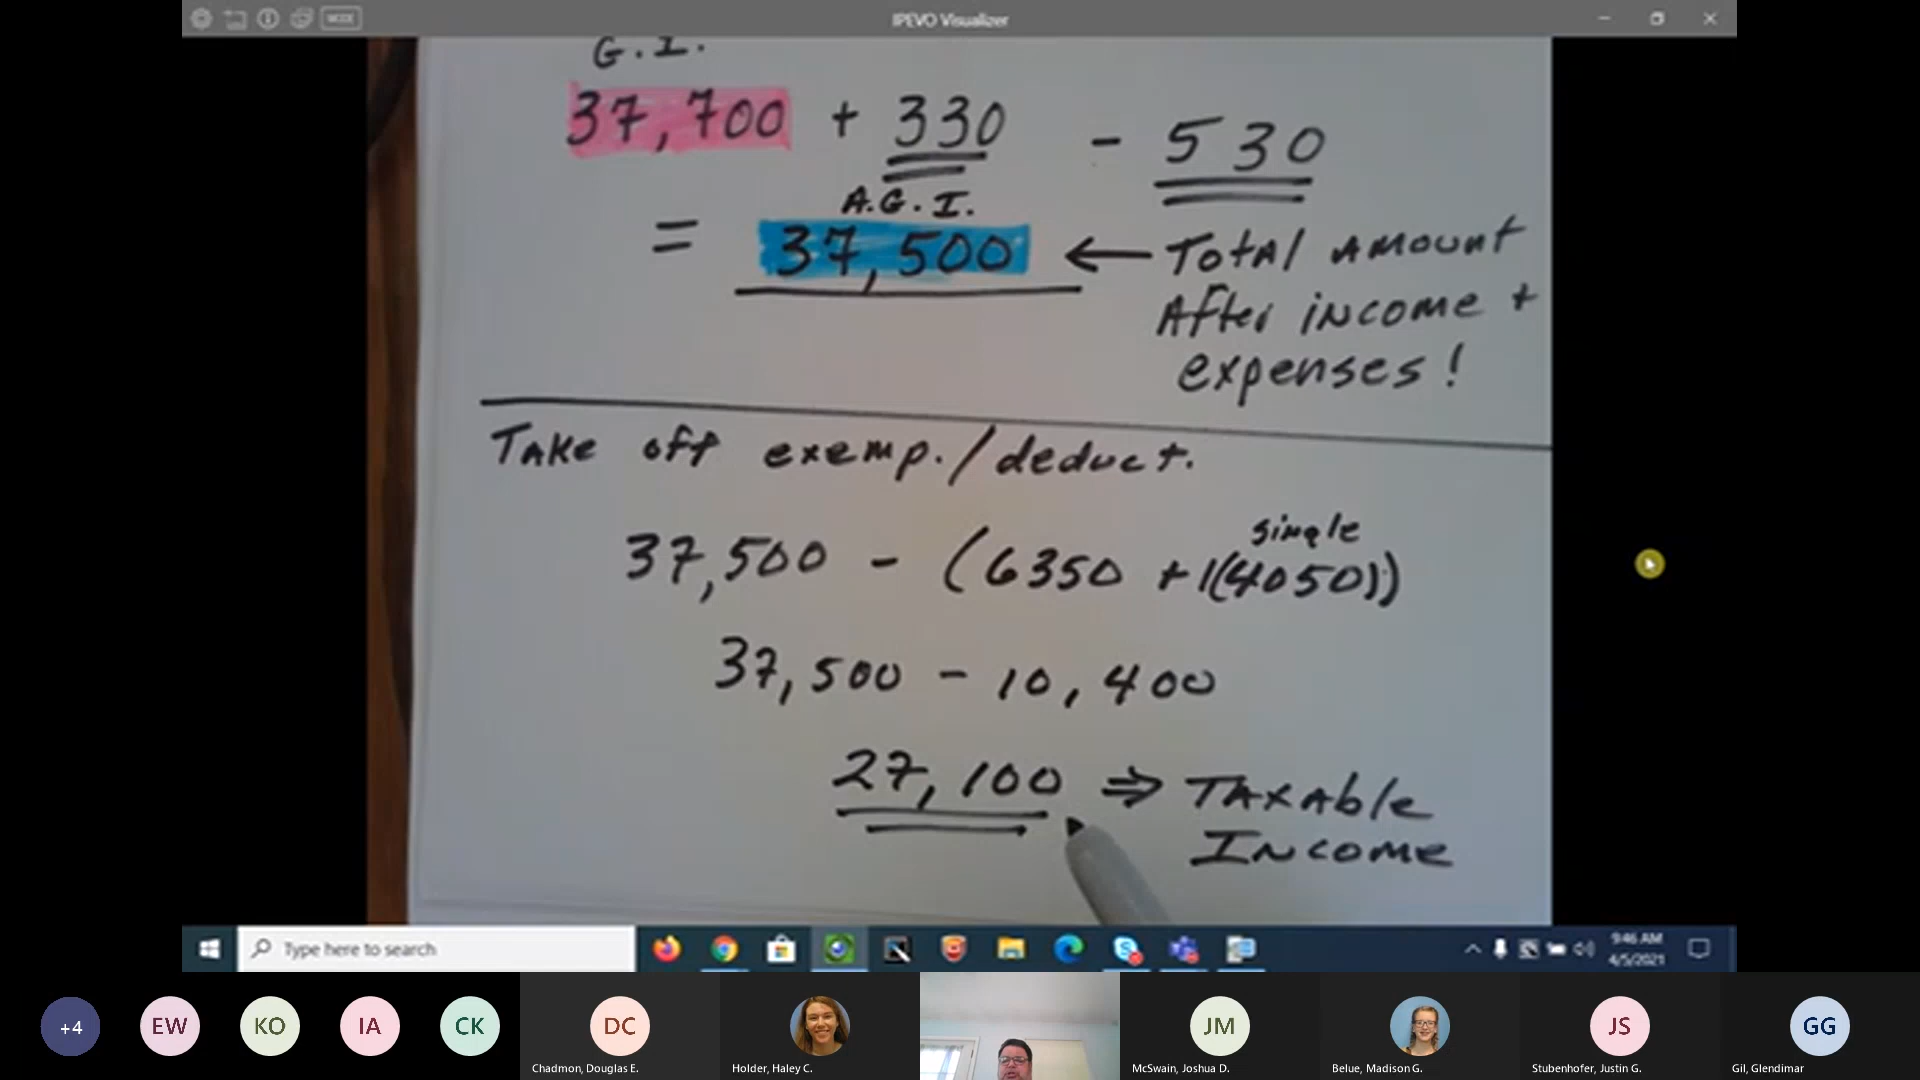 MODE
IPEVO Visualizer
G.I.
37,700 + 330 - 530
A.G.I.
= 37,500 ← Total Amount
After income +
expenses!
Take off exemp./deduct.
single
37,500 - (6350 + 1(4050))
37,500 - 10,400
27,100 ⇒ Taxable
Income
Type here to search
9:46 AM
4/5/2021
+4
EW
KO
IA
CK
DC
JM
JS
GG
Chadmon, Douglas E.
Holder, Haley C.
McSwain, Joshua D.
Belue, Madison G.
Stubenhofer, Justin G.
Gil, Glendimar